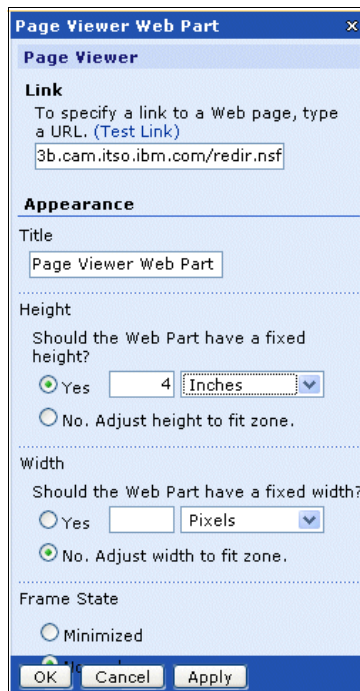 Page Viewer Web Part ×
Page Viewer
Link
To specify a link to a Web page, type
a URL. (Test Link)
3b.cam.itso.ibm.com/redir.nsf
Appearance
Title
Page Viewer Web Part
Height
Should the Web Part have a fixed
height?
Yes 4 Inches
No. Adjust height to fit zone.
Width
Should the Web Part have a fixed width?
Yes Pixels
No. Adjust width to fit zone.
Frame State
Minimized
OK Cancel Apply